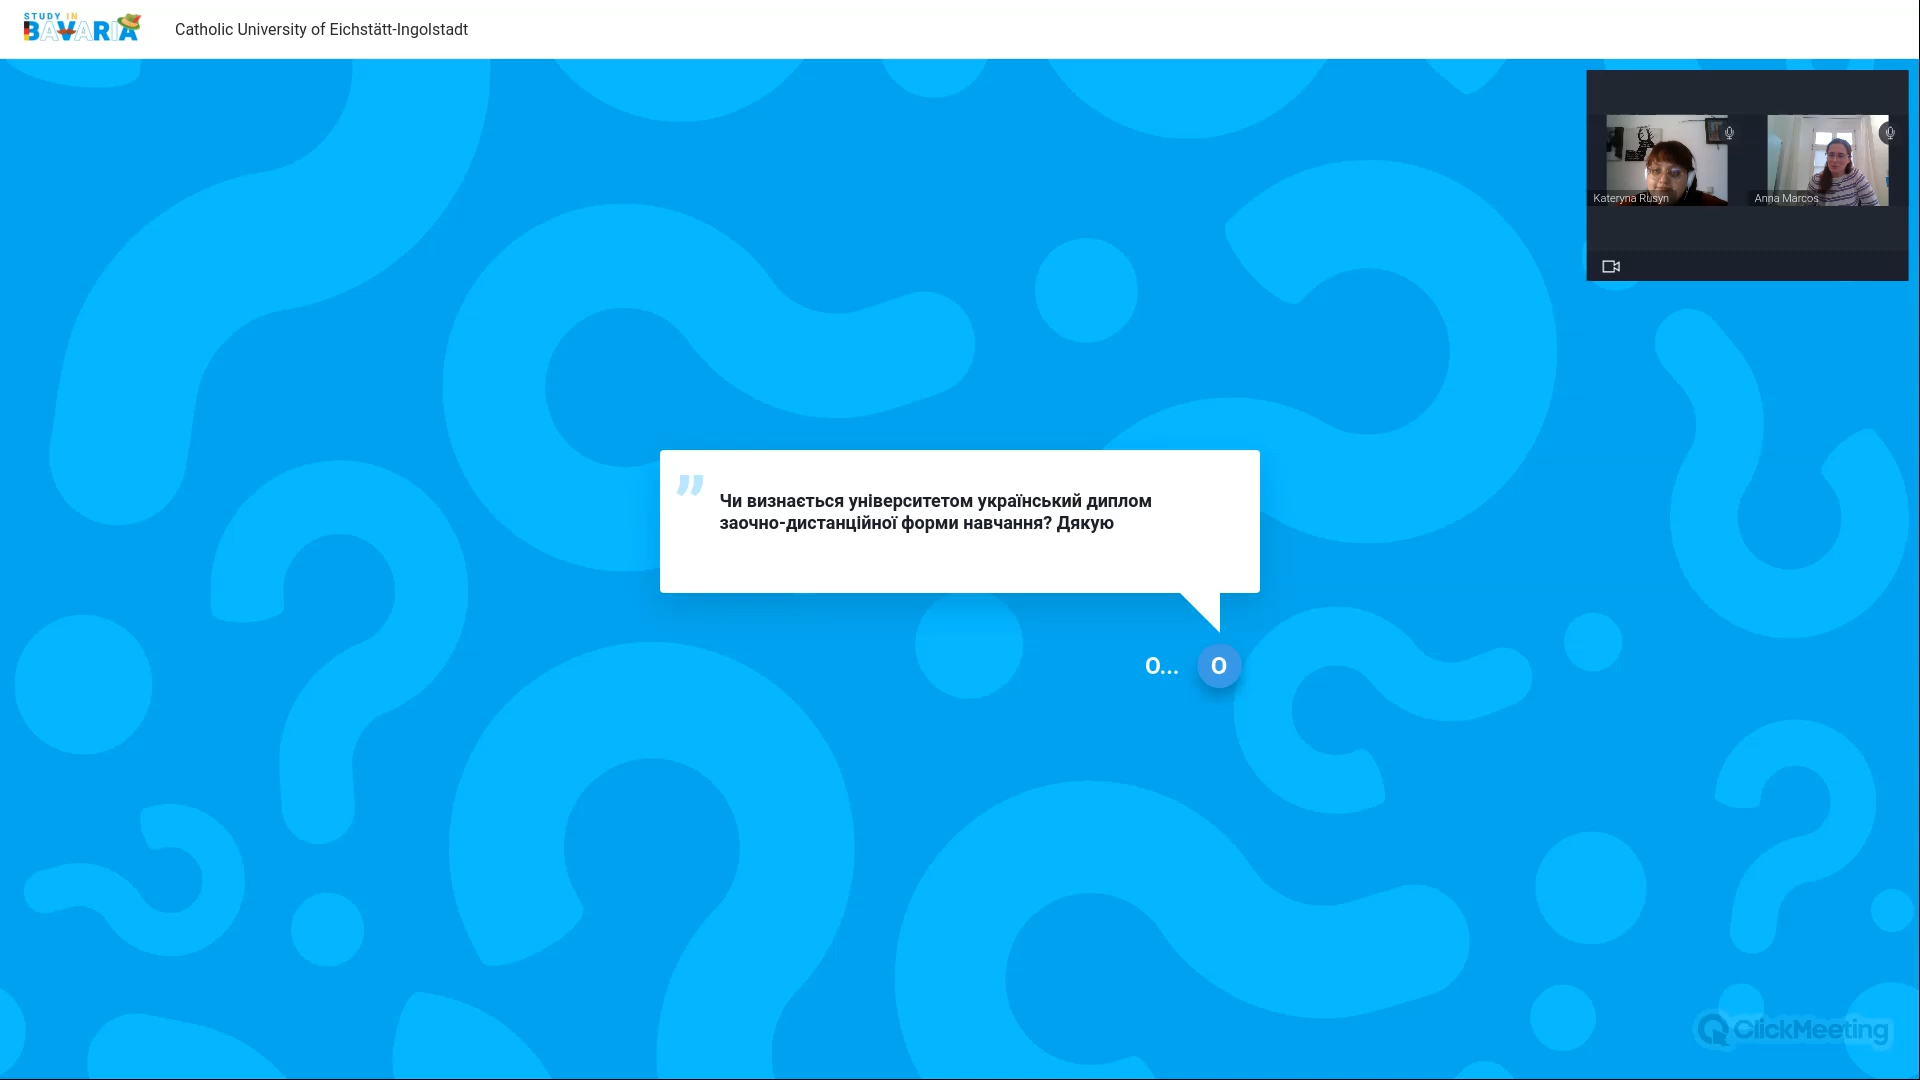 STUDY IN
BAVARIA
Catholic University of Eichstätt-Ingolstadt
Kateryna Rusyn
Anna Marcos
Чи визнається університетом український диплом
заочно-дистанційної форми навчання? Дякую
O...
O
ClickMeeting